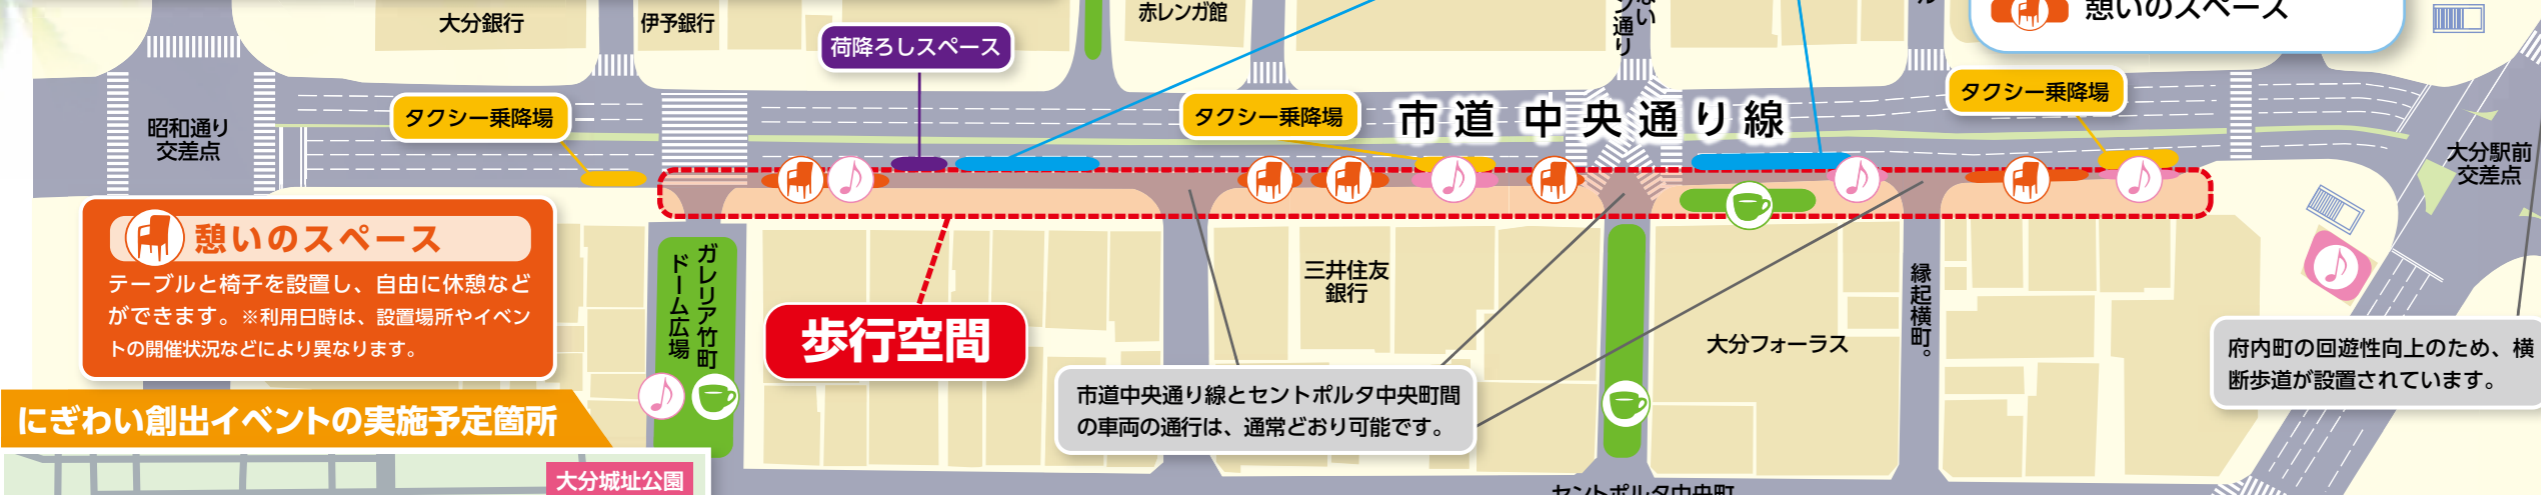 大分銀行
伊予銀行
赤レンガ館
通り
憩いのスペース
荷降ろしスペース
タクシー乗降場
タクシー乗降場
タクシー乗降場
市道 中央通り線
昭和通り
交差点
大分駅前
交差点
憩いのスペース
テーブルと椅子を設置し、自由に休憩など
ができます。※利用日時は、設置場所やイベン
トの開催状況などにより異なります。
ガレリア竹町
ドーム広場
歩行空間
三井住友
銀行
大分フォーラス
縁起横町。
市道中央通り線とセントポルタ中央町間
の車両の通行は、通常どおり可能です。
府内町の回遊性向上のため、横
断歩道が設置されています。
にぎわい創出イベントの実施予定箇所
大分城址公園
セントポルタ中央町